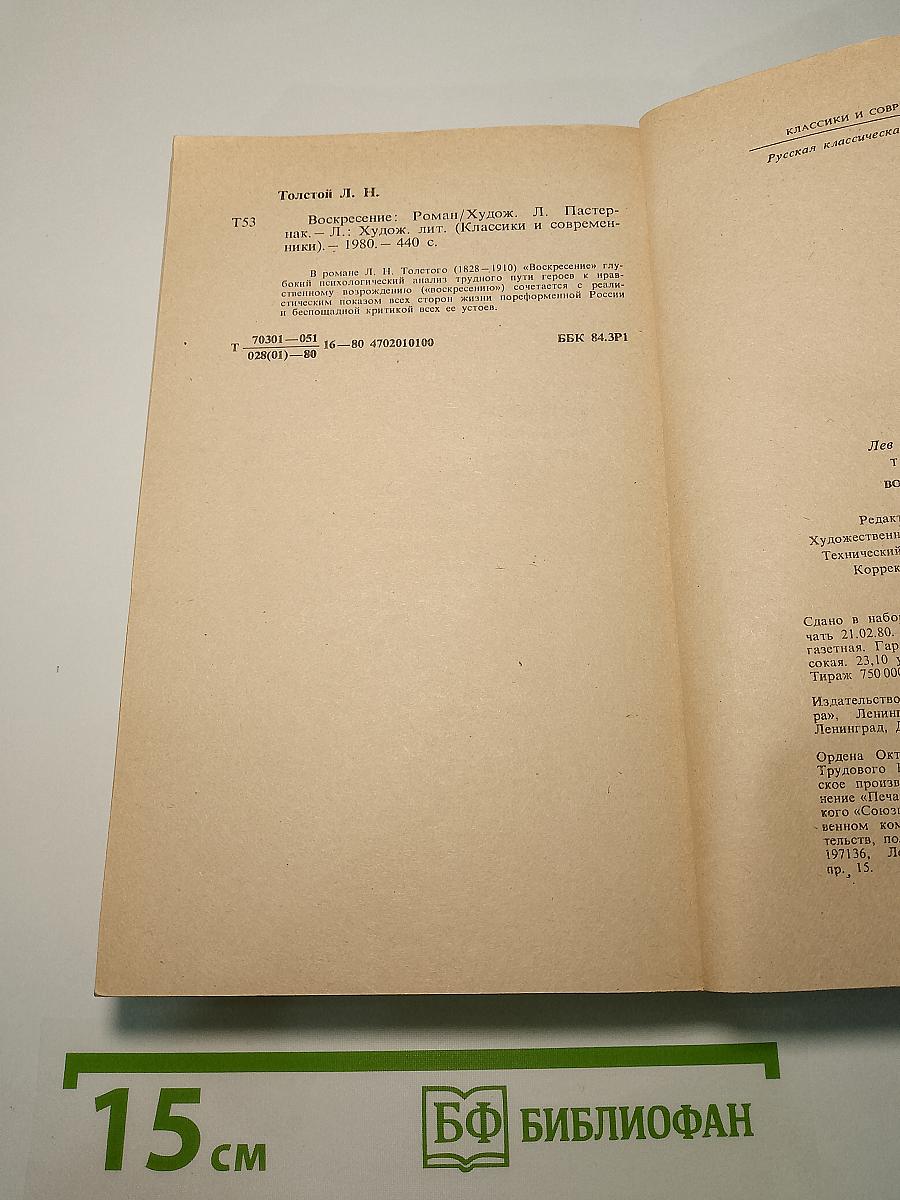 Толстой Л. Н.
Т53
Воскресение: Роман/Худож. Л. Пастер-
нак. — Л.: Худож. лит. (Классики и современ-
ники). — 1980. — 440 с.
В романе Л. Н. Толстого (1828—1910) «Воскресение» глу-
бокий психологический анализ трудного пути героев к нрав-
ственному возрождению («воскресению») сочетается с реали-
стическим показом всех сторон жизни пореформенной России
и беспощадной критикой всех ее устоев.
Т 70301—051
028(01)—80
16—80 4702010100
ББК 84.3Р1
КЛАССИКИ И СОВР
Русская классическа
Лев
Т
ВО
Редакт
Художественн
Технический
Коррек
Сдано в набо
чать 21.02.80.
газетная. Гар
сокая. 23,10 у
Тираж 750 000
Издательство
ра», Ленинг
Ленинград, Д
Ордена Окт
Трудового
ское произв
нение «Печа
кого «Союз
венном ком
тельств, по
197136, Ле
пр., 15.
15 см
БФ БИБЛИОФАН